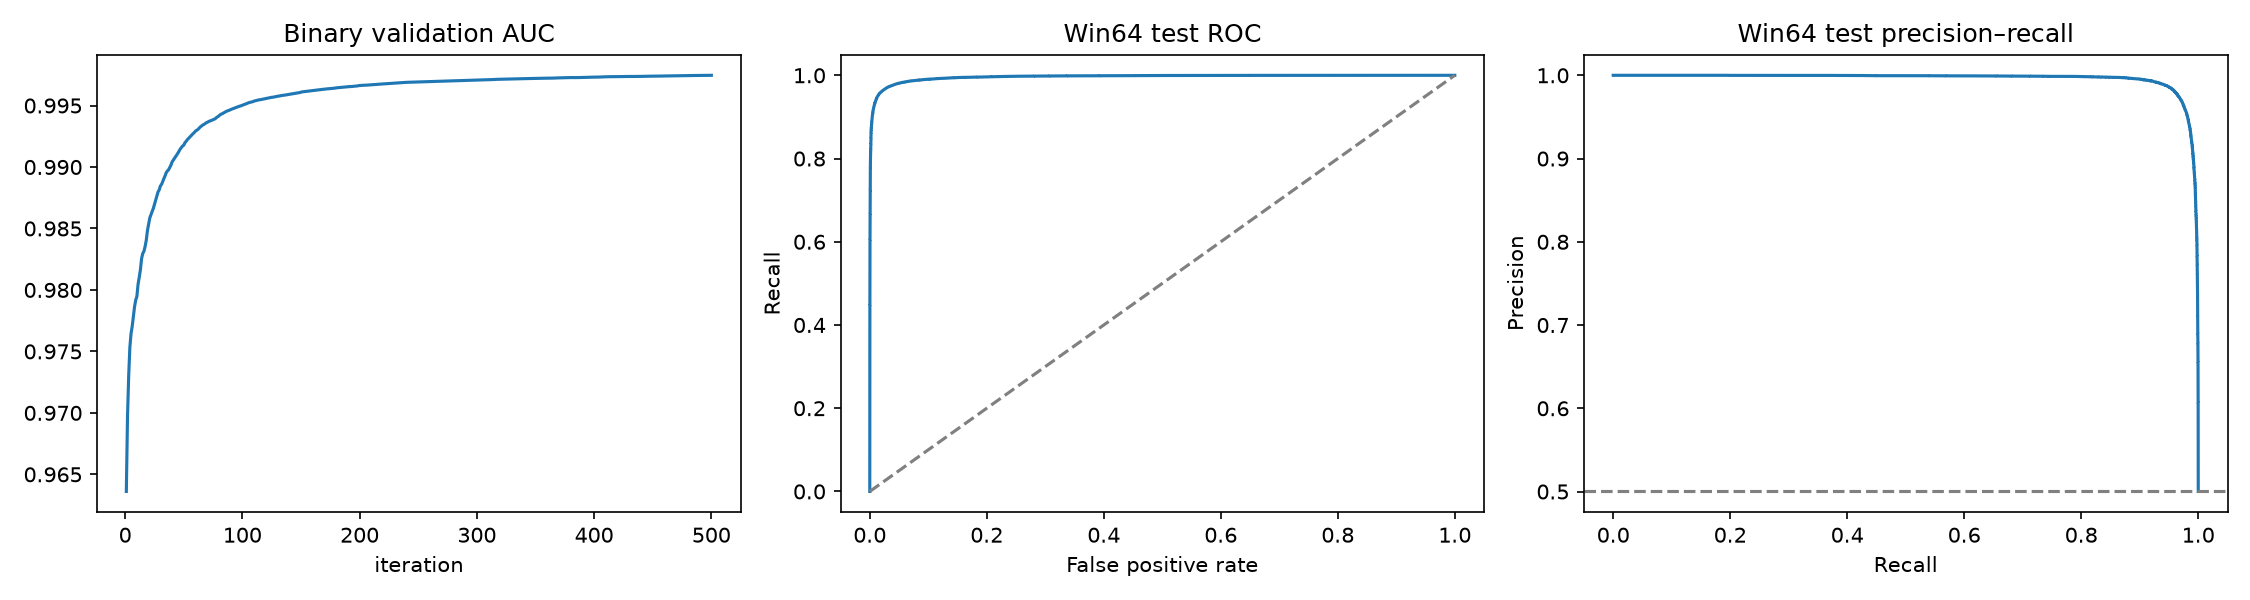 Binary validation AUC
0.995
0.990
0.985
0.980
0.975
0.970
0.965
0 100 200 300 400 500
iteration
Win64 test ROC
Recall
1.0
0.8
0.6
0.4
0.2
0.0
0.0 0.2 0.4 0.6 0.8 1.0
False positive rate
Win64 test precision–recall
Precision
1.0
0.9
0.8
0.7
0.6
0.5
0.0 0.2 0.4 0.6 0.8 1.0
Recall